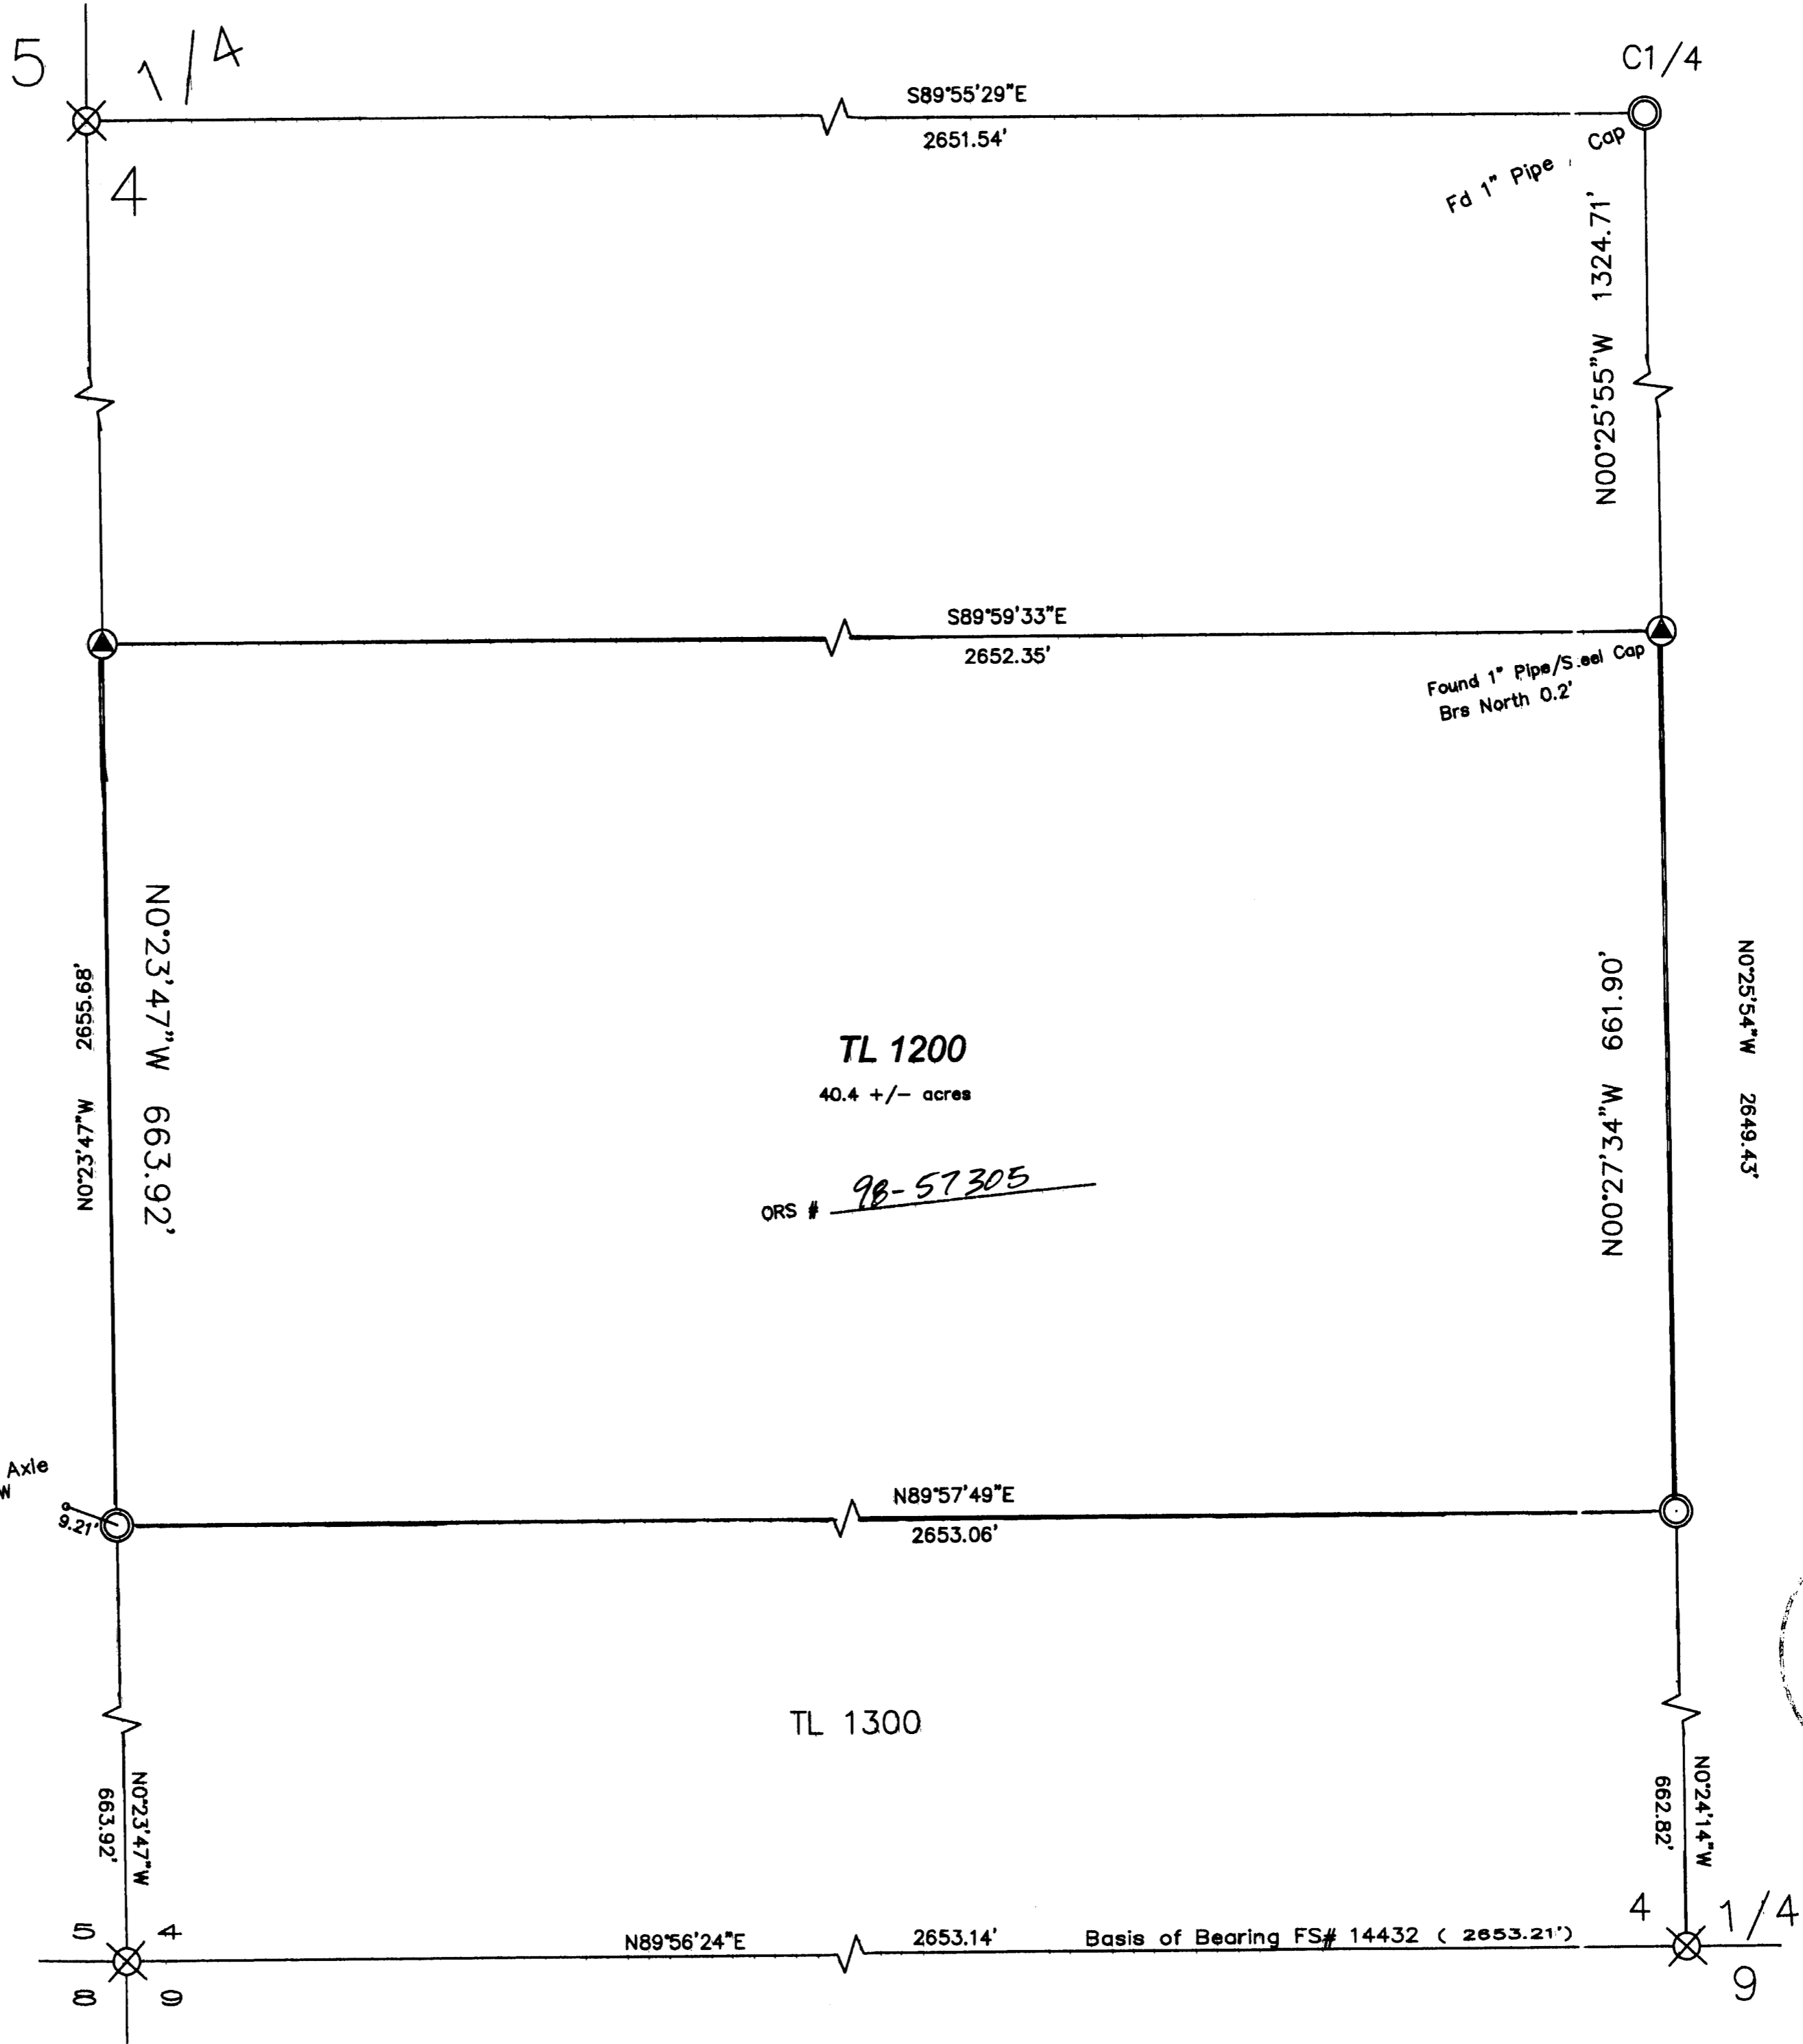 5
1/4
C1/4
S89°55'29"E
2651.54'
Cap
Fd 1" Pipe
4
N00°25'55"W 1324.71'
S89°59'33"E
2652.35'
Found 1" Pipe/S.eel Cap
Brs North 0.2'
N0°23'47"W 2655.68'
N0°23'47"W 663.92'
TL 1200
40.4 +/- acres
ORS # 98-57305
N00°27'34"W 661.90'
N0°25'54"W 2649.43'
Axle
W
9.21'
N89°57'49"E
2653.06'
TL 1300
N0°23'47"W
663.92'
N0°24'14"W
662.82'
5 4
8 9
N89°56'24"E 2653.14' Basis of Bearing FS# 14432 ( 2653.21')
4 1/4
9